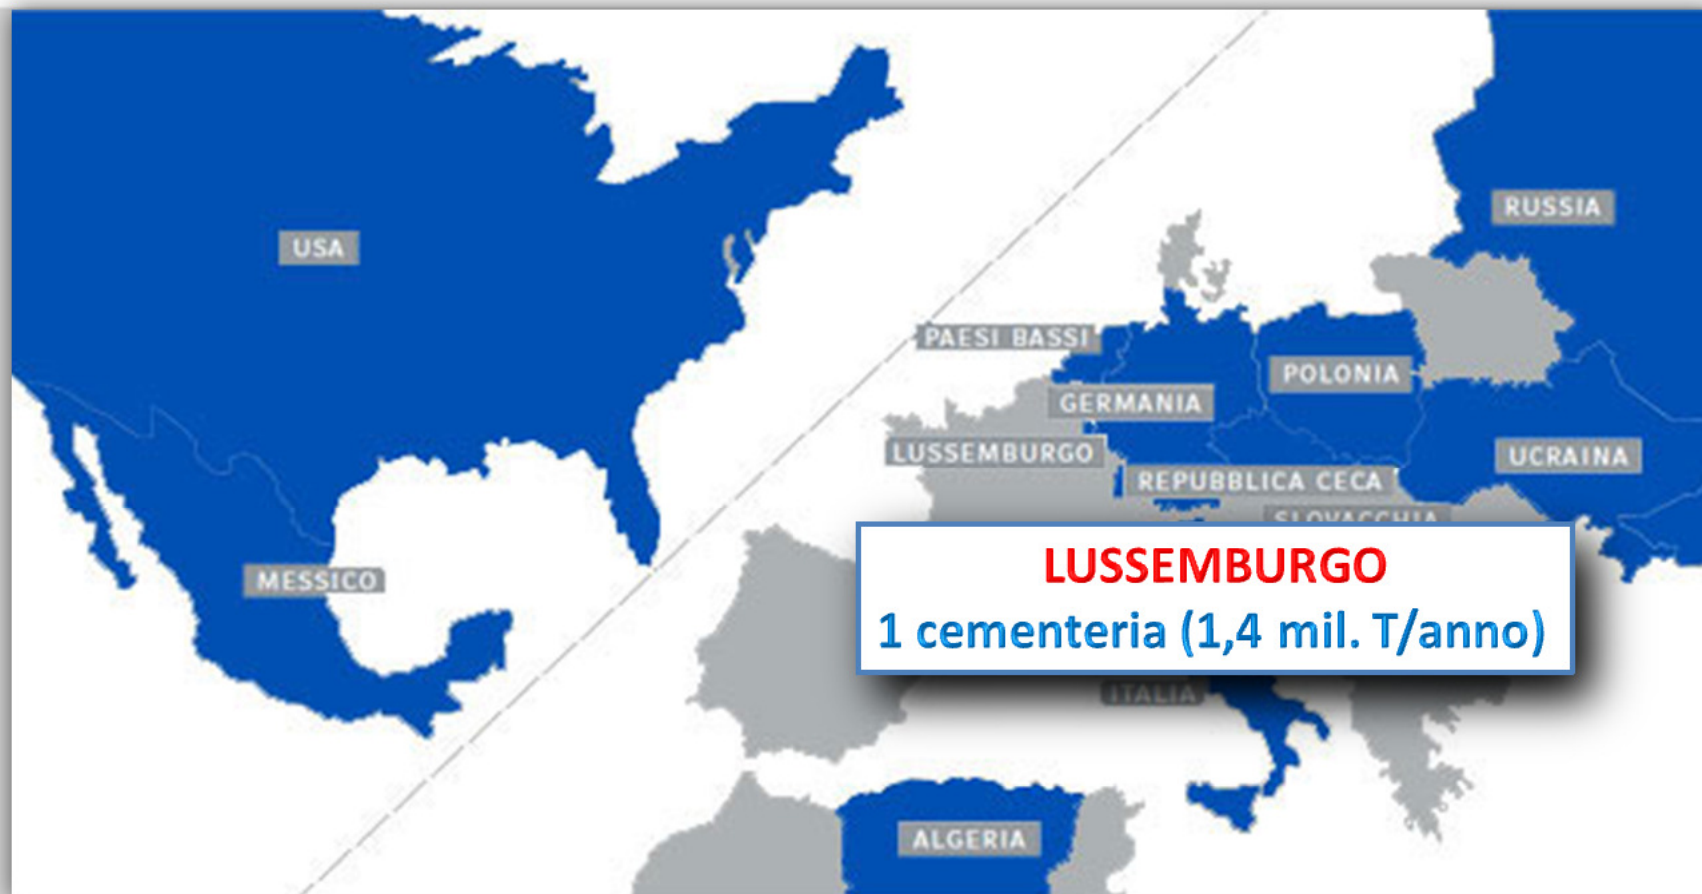 USA
RUSSIA
PAESI BASSI
POLONIA
GERMANIA
LUSSEMBURGO
UCRAINA
REPUBBLICA CECA
SLOVACCHIA
LUSSEMBURGO
1 cementeria (1,4 mil. T/anno)
MESSICO
ITALIA
ALGERIA